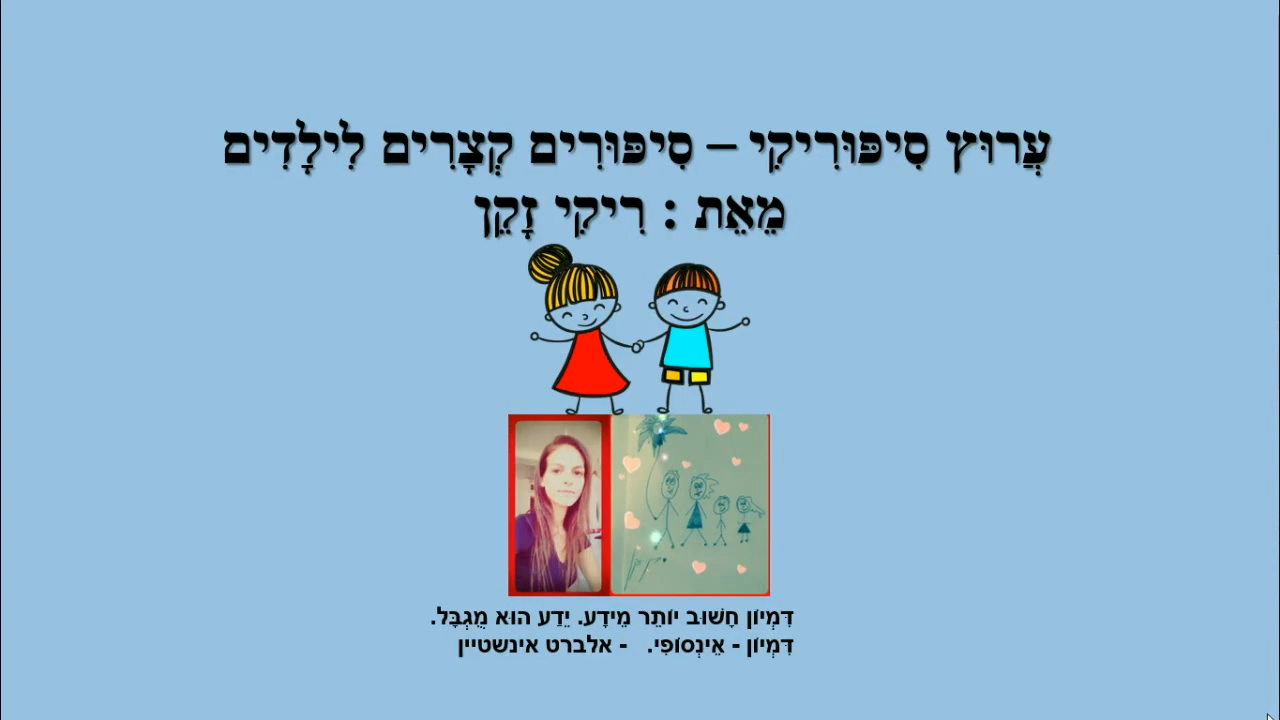 עֲרוּץ סִיפּוּרִיקִי – סִיפּוּרִים קְצָרִים לִילָדִים
מֵאֵת : רִיקִי זָקֵן
דִּמְיוֹן חָשׁוּב יוֹתֵר מֵידָע. יֵדַע הוּא מֻגְבָּל.
דִּמְיוֹן - אֵינְסוֹפִי. - אלברט אינשטיין